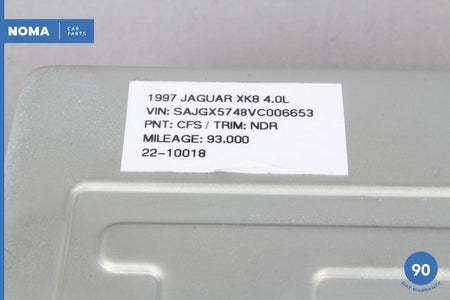 NOMA CAR PARTS
1997 JAGUAR XK8 4.0L
VIN: SAJGX5748VC006653
PNT: CFS / TRIM: NDR
MILEAGE: 93,000
22-10018
90
DAY WARRANTY